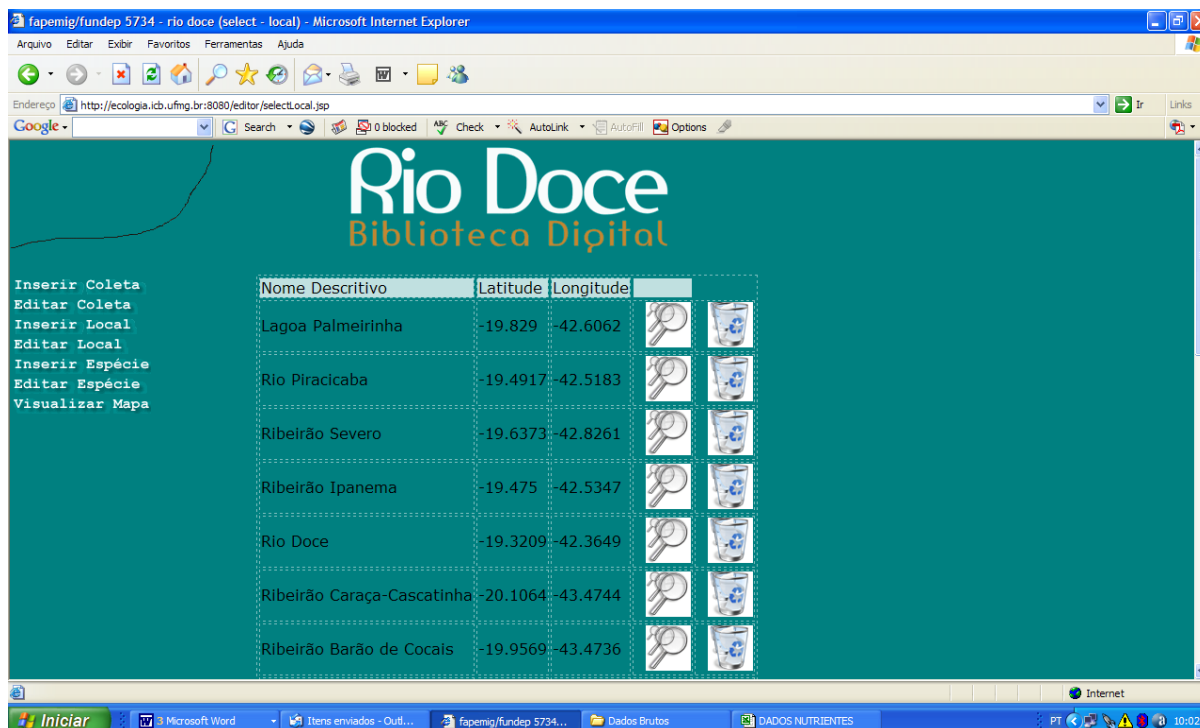 fapemig/fundep 5734 - rio doce (select - local) - Microsoft Internet Explorer
Arquivo Editar Exibir Favoritos Ferramentas Ajuda
Endereço http://ecologia.icb.ufmg.br:8080/editor/selectLocal.jsp Ir Links
Google Search 0 blocked ABC Check AutoLink AutoFill Options
Rio Doce
Biblioteca Digital
Inserir Coleta
Editar Coleta
Inserir Local
Editar Local
Inserir Espécie
Editar Espécie
Visualizar Mapa
Nome Descritivo Latitude Longitude
Lagoa Palmeirinha -19.829 -42.6062
Rio Piracicaba -19.4917 -42.5183
Ribeirão Severo -19.6373 -42.8261
Ribeirão Ipanema -19.475 -42.5347
Rio Doce -19.3209 -42.3649
Ribeirão Caraça-Cascatinha -20.1064 -43.4744
Ribeirão Barão de Cocais -19.9569 -43.4736
Internet
Iniciar 3 Microsoft Word Itens enviados - Outl... fapemig/fundep 5734... Dados Brutos DADOS NUTRIENTES PT 10:02